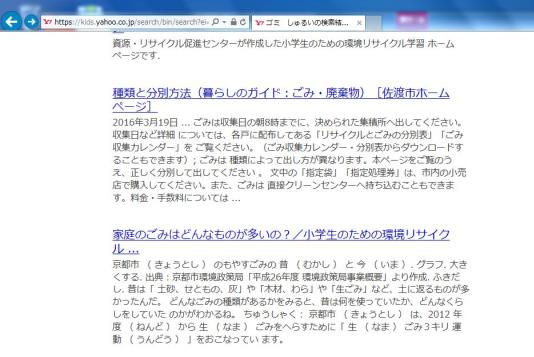 https://kids.yahoo.co.jp/search/bin/search?ei=
ゴミ　しゅるいの検索結...
資源・リサイクル促進センターが作成した小学生のための環境リサイクル学習 ホーム
ページです.
種類と分別方法（暮らしのガイド：ごみ・廃棄物）［佐渡市ホーム
ページ］
2016年3月19日 ... ごみは収集日の朝8時までに、決められた集積所へ出してください。
収集日など詳細 については、各戸に配布してある「リサイクルとごみの分別表」「ごみ
収集カレンダー」を ご覧ください。（ごみ収集カレンダー・分別表からダウンロードす
ることもできます）; ごみは 種類によって出し方が異なります。本ページをご覧のう
え、正しく分別して出してください 。 文中の「指定袋」「指定処理券」は、市内の小売
店で購入してください。また、ごみは 直接クリーンセンターへ持ち込むこともできま
す。料金・手数料については ...
家庭のごみはどんなものが多いの？／小学生のための環境リサイク
ル ...
京都市 （ きょうとし ） のもやすごみの 昔 （ むかし ） と 今 （ いま ） . グラフ. 大き
くする. 出典：京都市環境政策局「平成26年度 環境政策局事業概要」より作成. ふきだ
し. 昔は「 土砂、せともの、灰」や「木材、わら」や「生ごみ」など、土に返るものが多
かったんだ。 どんなごみの種類があるかをみると、昔は何を使っていたか、どんなくら
しをしていた のかがわかるね。 ちゅうしゃく： 京都市 （ きょうとし ） は、2012 年
度 （ ねんど ） から 生 （ なま ） ごみをへらすために「 生 （ なま ） ごみ３キリ 運
動 （ うんどう ） 」をおこなってい ます。